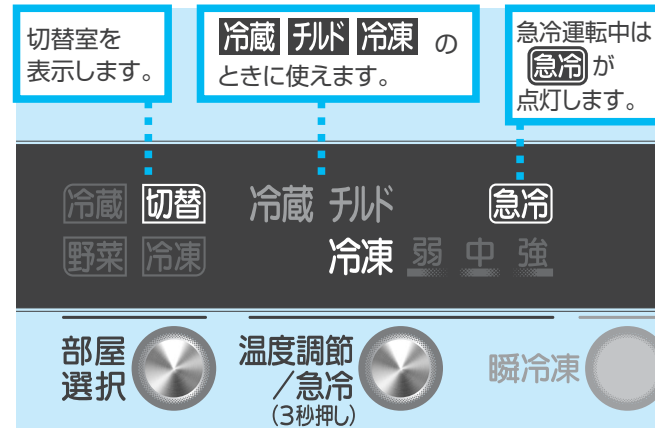 切替室を
表示します。
冷蔵 チルド 冷凍 の
ときに使えます。
急冷運転中は
急冷が
点灯します。
冷蔵 切替 冷蔵 チルド 急冷
野菜 冷凍 冷凍 弱 中 強
部屋
選択
温度調節
／急冷
(3秒押し)
瞬冷凍